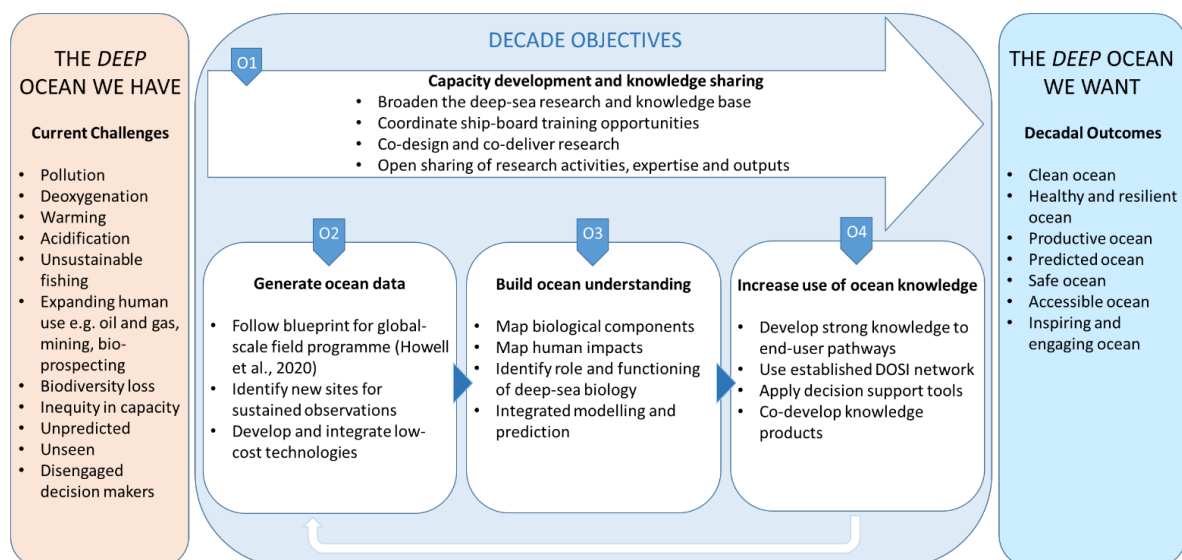 THE DEEP
OCEAN WE HAVE
Current Challenges
• Pollution
• Deoxygenation
• Warming
• Acidification
• Unsustainable
fishing
• Expanding human
use e.g. oil and gas,
mining, bio-
prospecting
• Biodiversity loss
• Inequity in capacity
• Unpredicted
• Unseen
• Disengaged
decision makers
DECADE OBJECTIVES
O1
Capacity development and knowledge sharing
• Broaden the deep-sea research and knowledge base
• Coordinate ship-board training opportunities
• Co-design and co-deliver research
• Open sharing of research activities, expertise and outputs
O2
Generate ocean data
• Follow blueprint for global-
scale field programme (Howell
et al., 2020)
• Identify new sites for
sustained observations
• Develop and integrate low-
cost technologies
O3
Build ocean understanding
• Map biological components
• Map human impacts
• Identify role and functioning
of deep-sea biology
• Integrated modelling and
prediction
O4
Increase use of ocean knowledge
• Develop strong knowledge to
end-user pathways
• Use established DOSI network
• Apply decision support tools
• Co-develop knowledge
products
THE DEEP OCEAN
WE WANT
Decadal Outcomes
• Clean ocean
• Healthy and resilient
ocean
• Productive ocean
• Predicted ocean
• Safe ocean
• Accessible ocean
• Inspiring and
engaging ocean